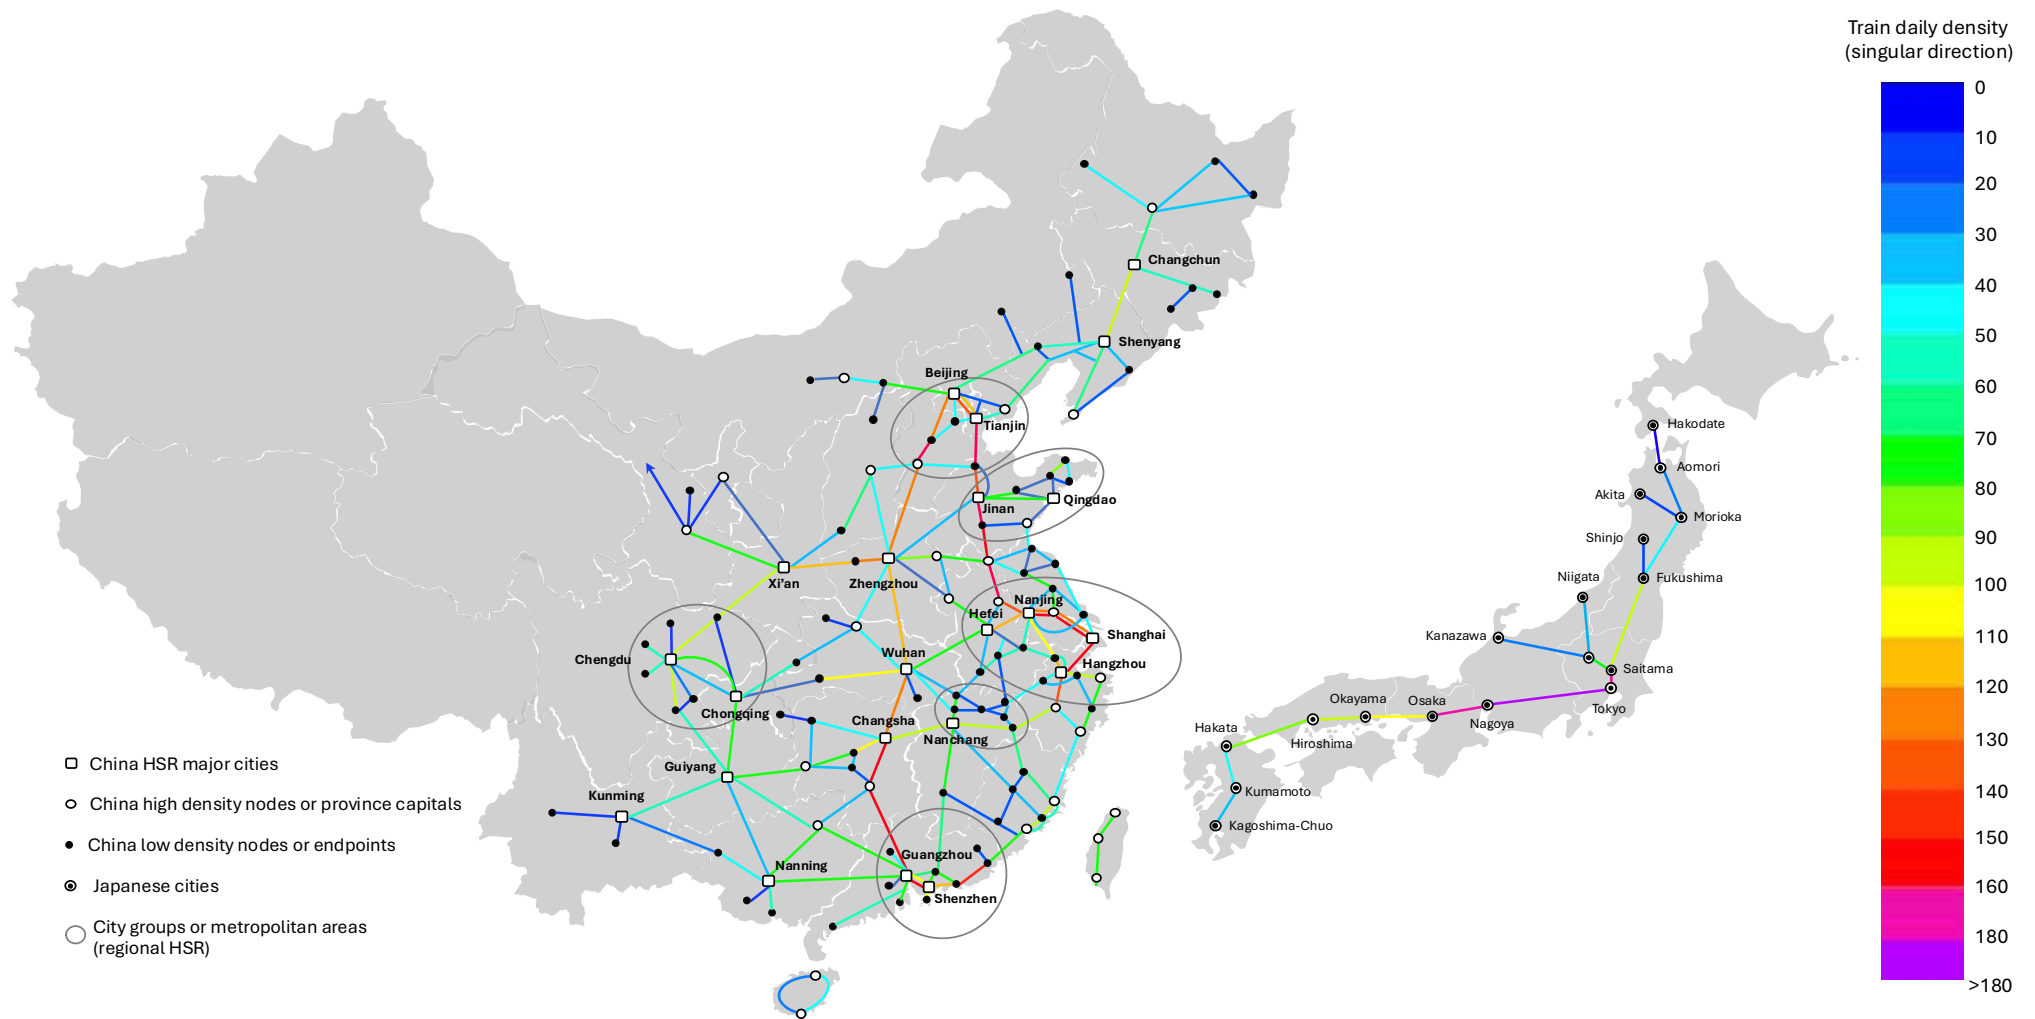 Train daily density
(singular direction)
0
10
20
30
40
50
60
70
80
90
100
110
120
130
140
150
160
180
>180
Changchun
Shenyang
Beijing
Tianjin
Jinan
Qingdao
Xi'an
Zhengzhou
Nanjing
Hefei
Shanghai
Hangzhou
Chengdu
Wuhan
Chongqing
Changsha
Nanchang
Guiyang
Kunming
Nanning
Guangzhou
Shenzhen
Hakodate
Aomori
Akita
Morioka
Shinjo
Fukushima
Niigata
Kanazawa
Saitama
Tokyo
Okayama
Osaka
Nagoya
Hakata
Hiroshima
Kumamoto
Kagoshima-Chuo
China HSR major cities
China high density nodes or province capitals
China low density nodes or endpoints
Japanese cities
City groups or metropolitan areas
(regional HSR)